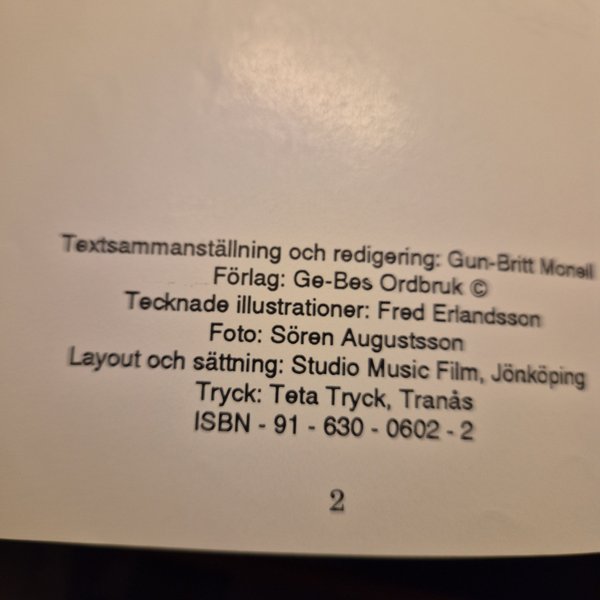 Textsammanställning och redigering: Gun-Britt Monell
Förlag: Ge-Bes Ordbruk ©
Tecknade illustrationer: Fred Erlandsson
Foto: Sören Augustsson
Layout och sättning: Studio Music Film, Jönköping
Tryck: Teta Tryck, Tranås
ISBN - 91 - 630 - 0602 - 2
2